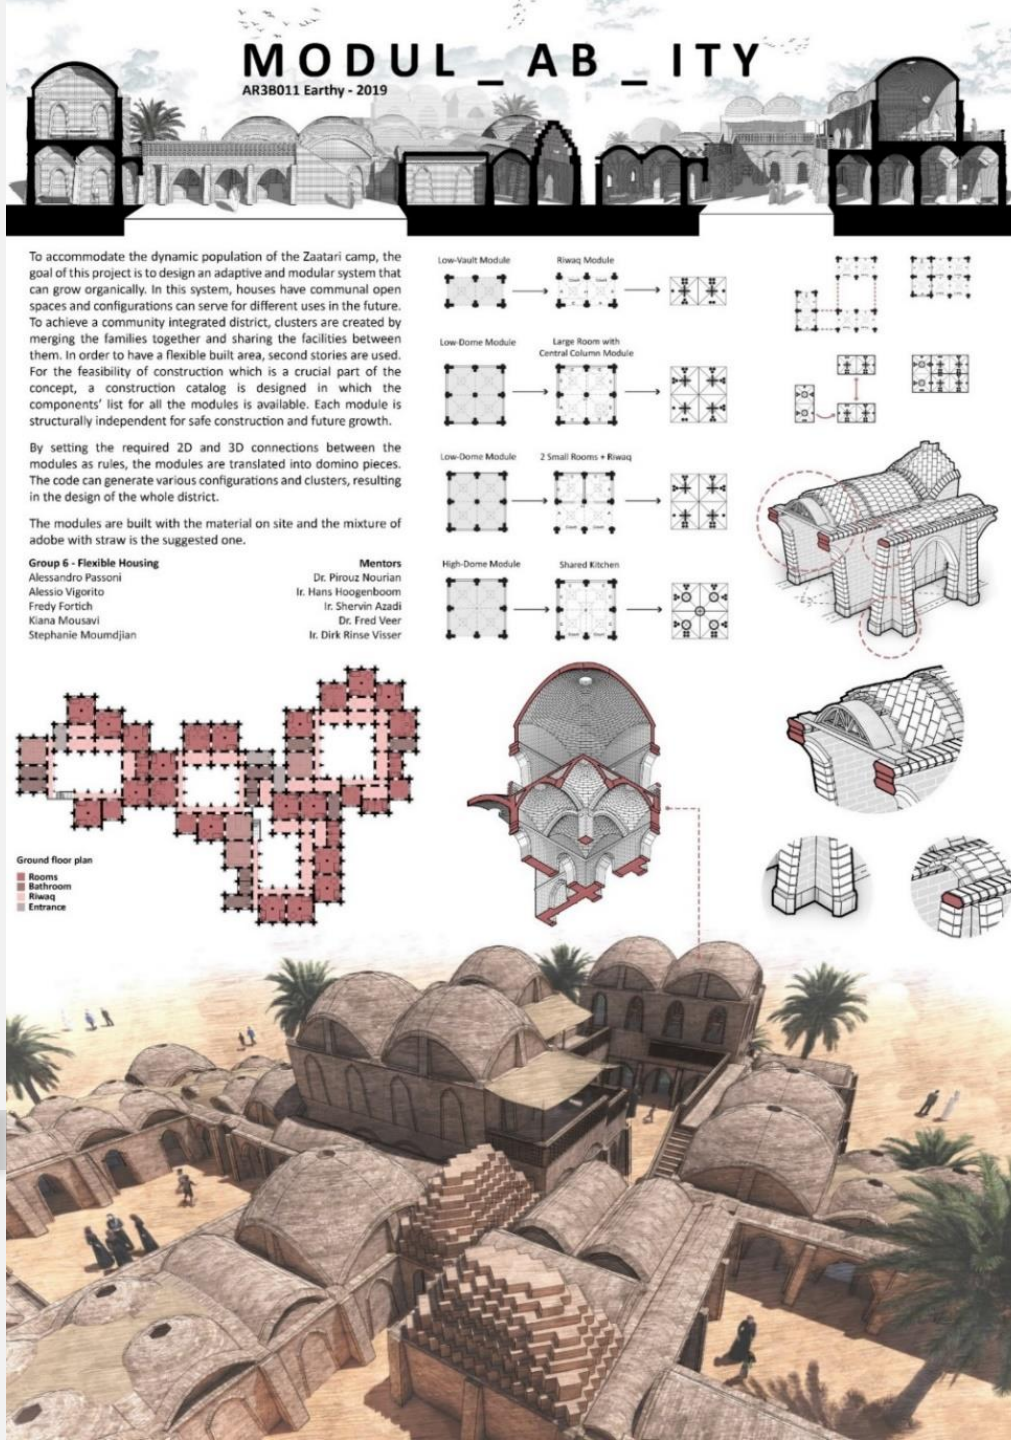 MODUL_AB_ITY
AR3B011 Earthy - 2019
To accommodate the dynamic population of the Zaatari camp, the
goal of this project is to design an adaptive and modular system that
can grow organically. In this system, houses have communal open
spaces and configurations can serve for different uses in the future.
To achieve a community integrated district, clusters are created by
merging the families together and sharing the facilities between
them. In order to have a flexible built area, second stories are used.
For the feasibility of construction which is a crucial part of the
concept, a construction catalog is designed in which the
components' list for all the modules is available. Each module is
structurally independent for safe construction and future growth.
By setting the required 2D and 3D connections between the
modules as rules, the modules are translated into domino pieces.
The code can generate various configurations and clusters, resulting
in the design of the whole district.
The modules are built with the material on site and the mixture of
adobe with straw is the suggested one.
Group 6 - Flexible Housing
Alessandro Passoni
Alessio Vigorito
Fredy Fortich
Kiana Mousavi
Stephanie Moumdjian
Mentors
Dr. Pirouz Nourian
Ir. Hans Hoogenboom
Ir. Shervin Azadi
Dr. Fred Veer
Ir. Dirk Rinse Visser
Low-Vault Module
Riwaq Module
Low-Dome Module
Large Room with
Central Column Module
Low-Dome Module
2 Small Rooms + Riwaq
High-Dome Module
Shared Kitchen
Ground floor plan
Rooms
Bathroom
Riwaq
Entrance